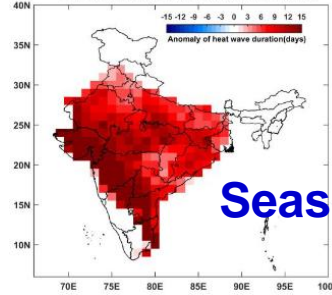 40N
-15 -12 -9 -6 -3 0 3 6 9 12 15
Anomaly of heat wave duration(days)
35N
30N
25N
20N
Seas
15N
10N
70E 75E 80E 85E 90E 95E 100